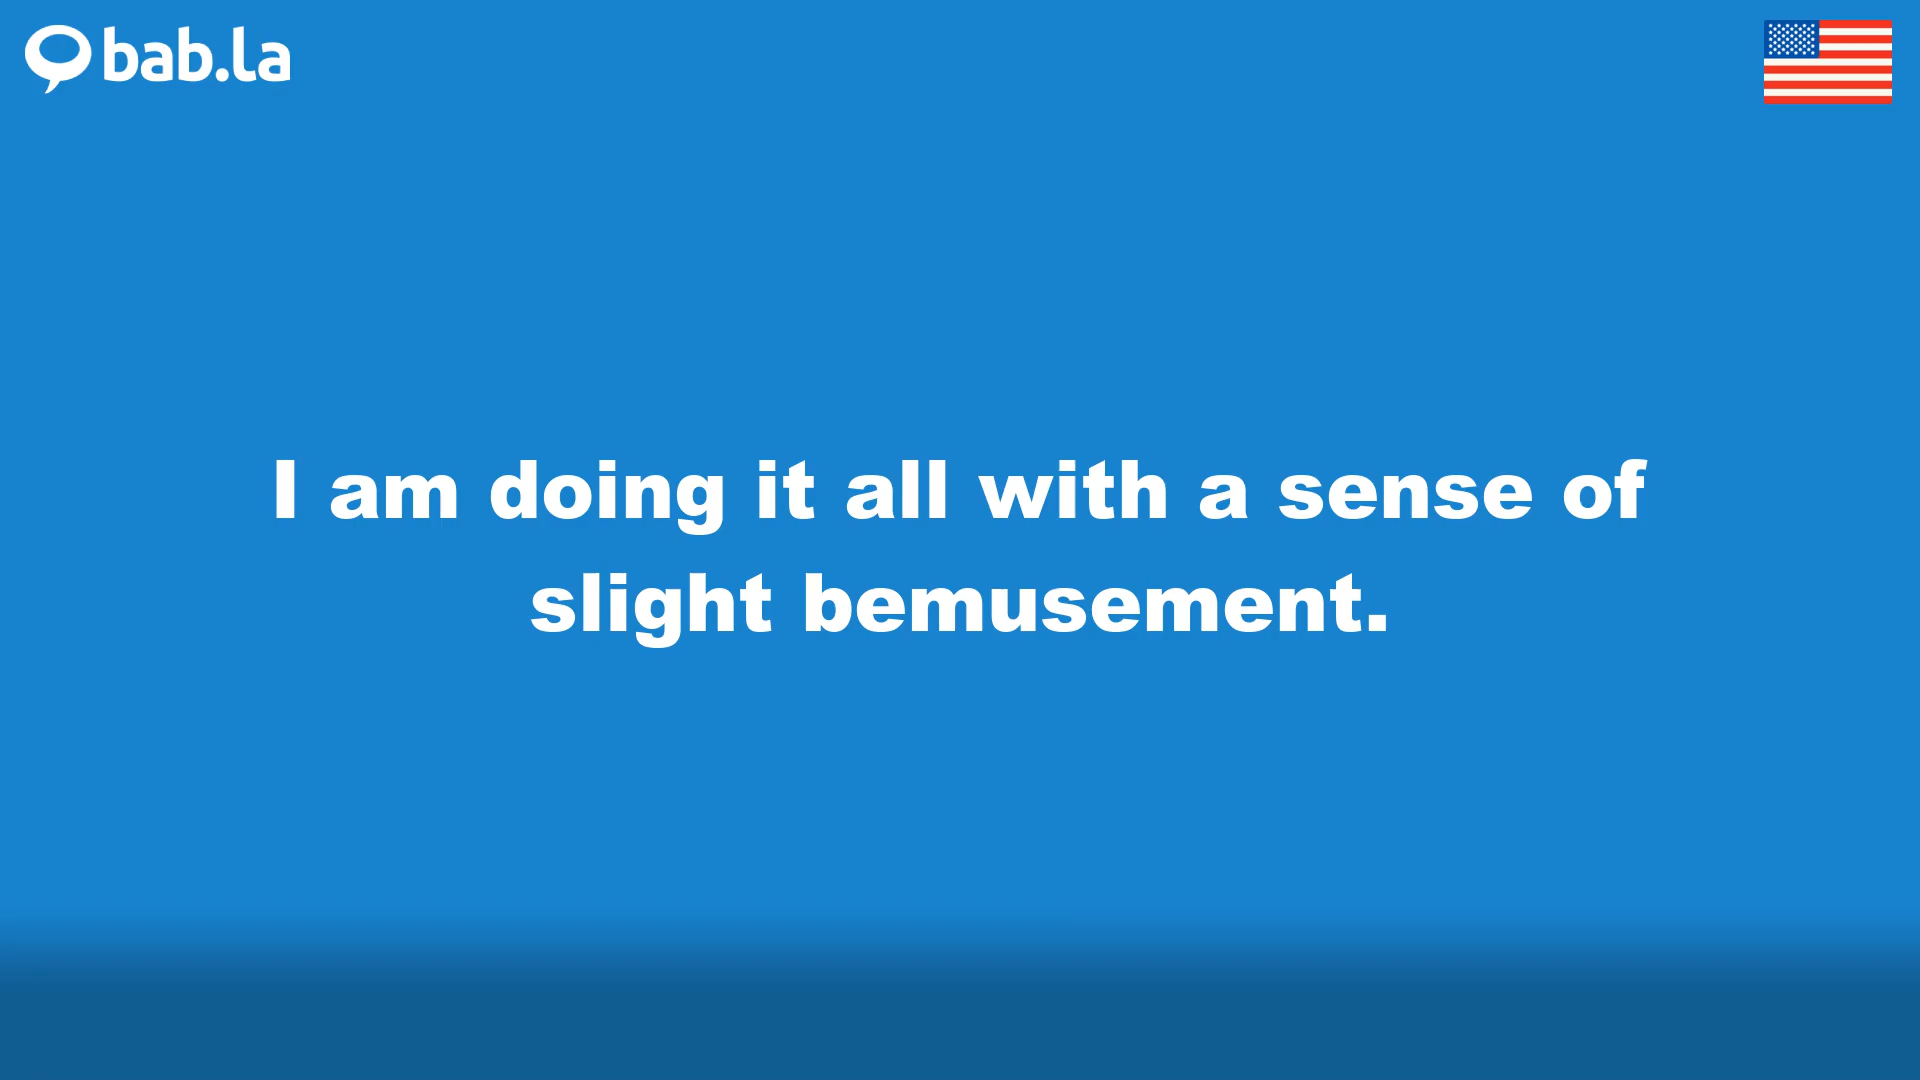 bab.la
I am doing it all with a sense of
slight bemusement.